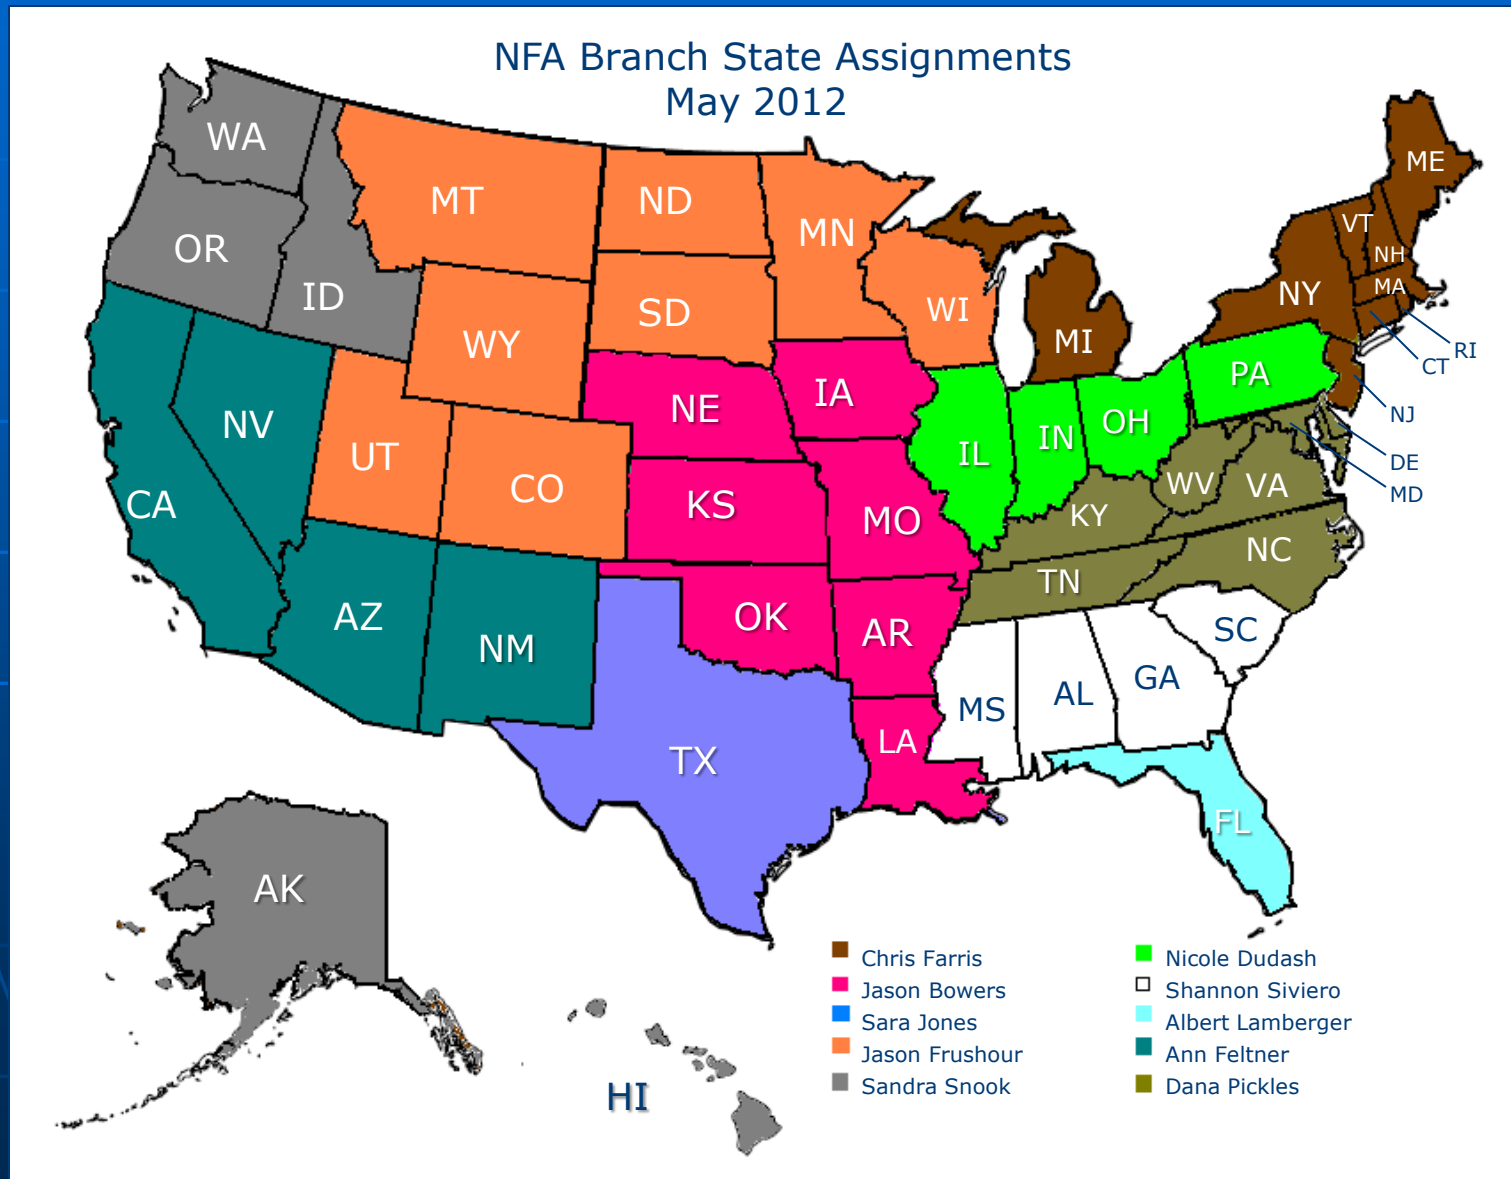 NFA Branch State Assignments
May 2012
WA
OR
ID
MT
ND
MN
SD
WI
WY
MI
ME
VT
NH
MA
NY
RI
CT
NJ
PA
DE
MD
NE
IA
IL
IN
OH
NV
UT
CO
CA
KS
MO
KY
WV
VA
NC
TN
AZ
NM
OK
AR
SC
GA
AL
MS
LA
TX
FL
AK
HI
Chris Farris
Jason Bowers
Sara Jones
Jason Frushour
Sandra Snook
Nicole Dudash
Shannon Siviero
Albert Lamberger
Ann Feltner
Dana Pickles